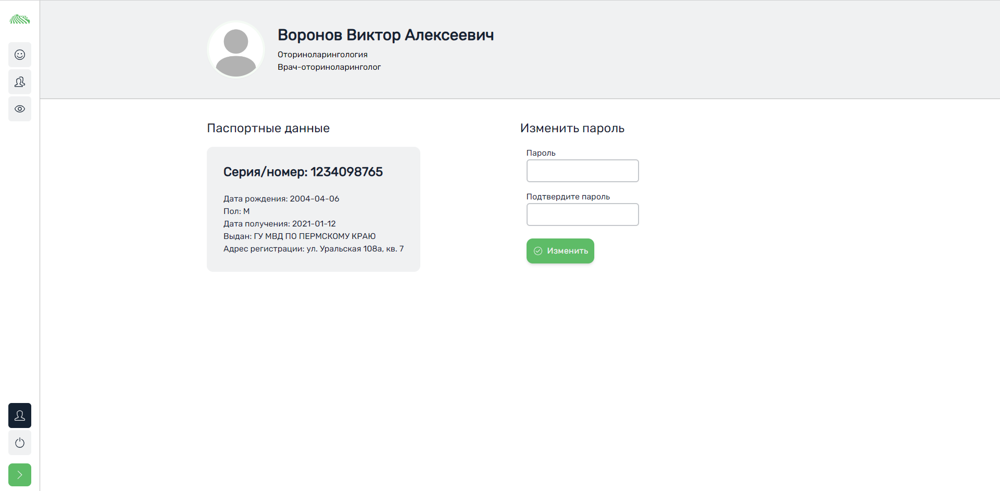 Воронов Виктор Алексеевич
Оториноларингология
Врач-оториноларинголог
Паспортные данные
Серия/номер: 1234098765
Дата рождения: 2004-04-06
Пол: М
Дата получения: 2021-01-12
Выдан: ГУ МВД ПО ПЕРМСКОМУ КРАЮ
Адрес регистрации: ул. Уральская 108а, кв. 7
Изменить пароль
Пароль
Подтвердите пароль
Изменить